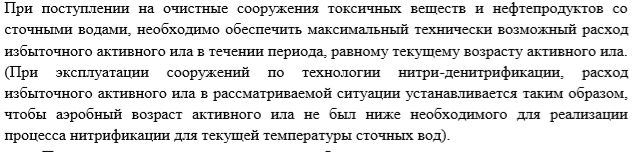 При поступлении на очистные сооружения токсичных веществ и нефтепродуктов со
сточными водами, необходимо обеспечить максимальный технически возможный расход
избыточного активного ила в течении периода, равному текущему возрасту активного ила.
(При эксплуатации сооружений по технологии нитри-денитрификации, расход
избыточного активного ила в рассматриваемой ситуации устанавливается таким образом,
чтобы аэробный возраст активного ила не был ниже необходимого для реализации
процесса нитрификации для текущей температуры сточных вод).